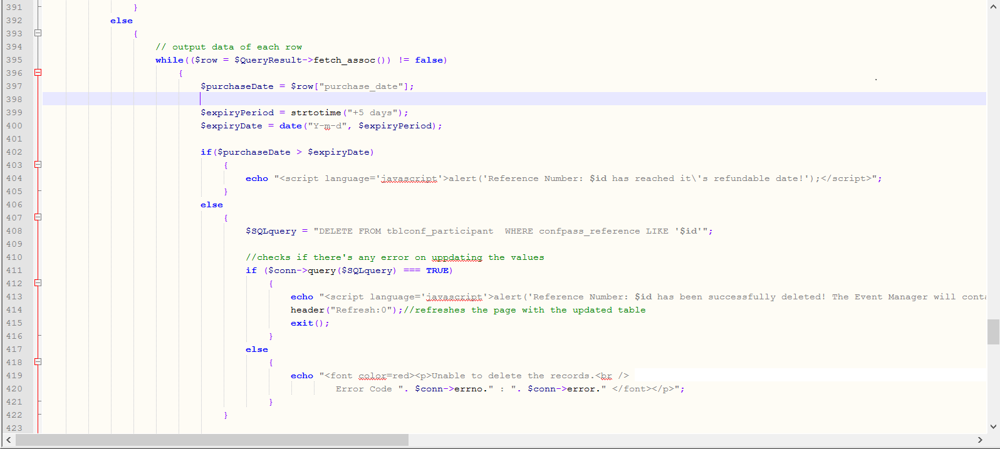 391 }
392 else
393 {
394 // output data of each row
395 while(($row = $QueryResult->fetch_assoc()) != false)
396 {
397 $purchaseDate = $row["purchase_date"];
398
399 $expiryPeriod = strtotime("+5 days");
400 $expiryDate = date("Y-m-d", $expiryPeriod);
401
402 if($purchaseDate > $expiryDate)
403 {
404 echo "<script language='javascript'>alert('Reference Number: $id has reached it\'s refundable date!');</script>";
405 }
406 else
407 {
408 $SQLquery = "DELETE FROM tblconf_participant  WHERE confpass_reference LIKE '$id'";
409
410 //checks if there's any error on uppdating the values
411 if ($conn->query($SQLquery) === TRUE)
412 {
413 echo "<script language='javascript'>alert('Reference Number: $id has been successfully deleted! The Event Manager will conta
414 header("Refresh:0");//refreshes the page with the updated table
415 exit();
416 }
417 else
418 {
419 echo "<font color=red><p>Unable to delete the records.<br />
420 Error Code ". $conn->errno." : ". $conn->error." </font></p>";
421 }
422 }
423